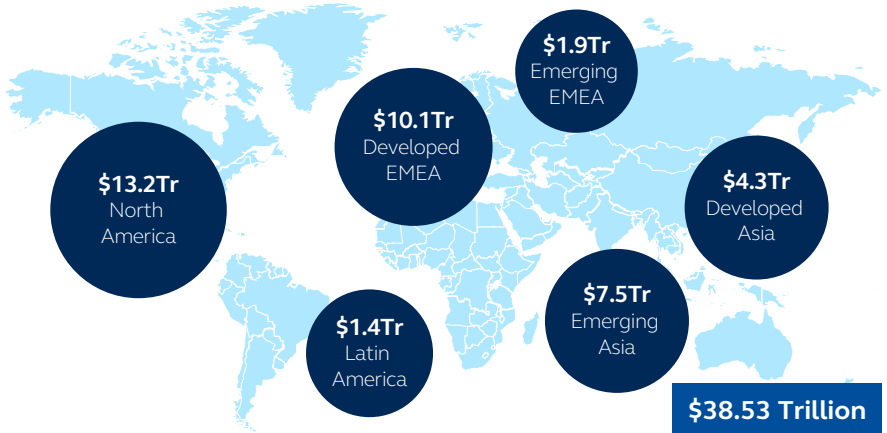 $1.9Tr
Emerging
EMEA
$10.1Tr
Developed
EMEA
$13.2Tr
North
America
$4.3Tr
Developed
Asia
$7.5Tr
Emerging
Asia
$1.4Tr
Latin
America
$38.53 Trillion